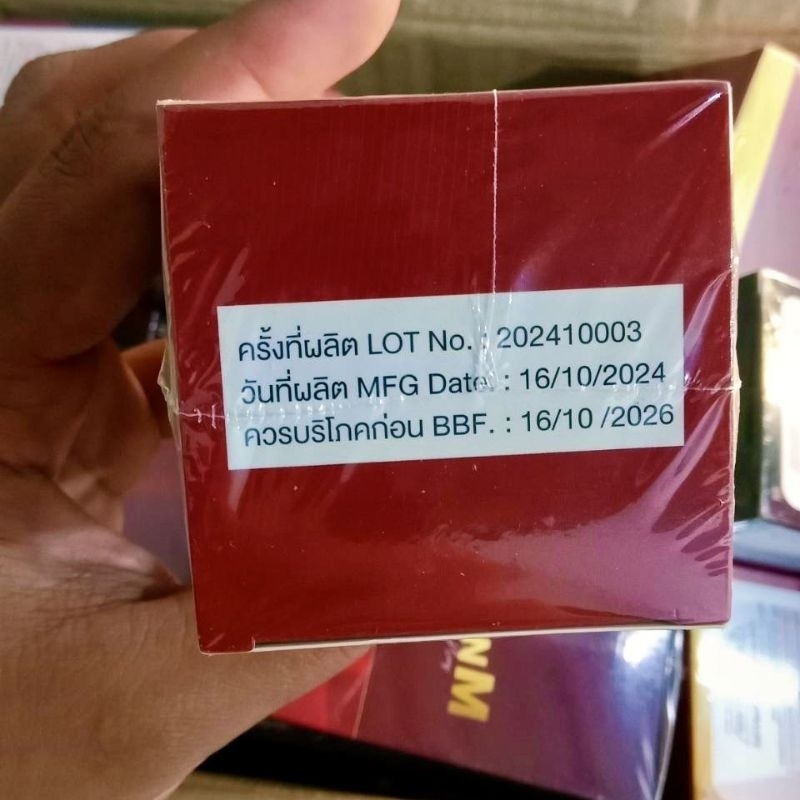 ครั้งที่ผลิต LOT No. : 202410003
วันที่ผลิต MFG Date. : 16/10/2024
ควรบริโภคก่อน BBF. : 16/10 /2026